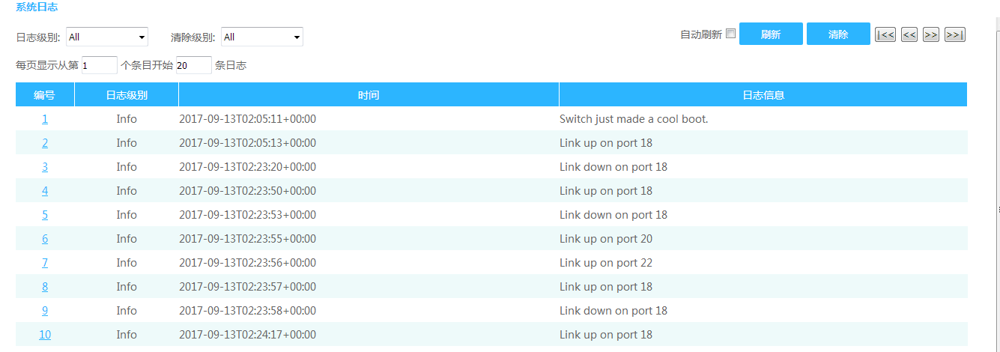 系统日志
日志级别: All 清除级别: All 自动刷新 刷新 清除 |<< << >> >>|
每页显示从第 1 个条目开始 20 条日志
编号 日志级别 时间 日志信息
1 Info 2017-09-13T02:05:11+00:00 Switch just made a cool boot.
2 Info 2017-09-13T02:05:13+00:00 Link up on port 18
3 Info 2017-09-13T02:23:20+00:00 Link down on port 18
4 Info 2017-09-13T02:23:50+00:00 Link up on port 18
5 Info 2017-09-13T02:23:53+00:00 Link down on port 18
6 Info 2017-09-13T02:23:55+00:00 Link up on port 20
7 Info 2017-09-13T02:23:56+00:00 Link up on port 22
8 Info 2017-09-13T02:23:57+00:00 Link up on port 18
9 Info 2017-09-13T02:23:58+00:00 Link down on port 18
10 Info 2017-09-13T02:24:17+00:00 Link up on port 18